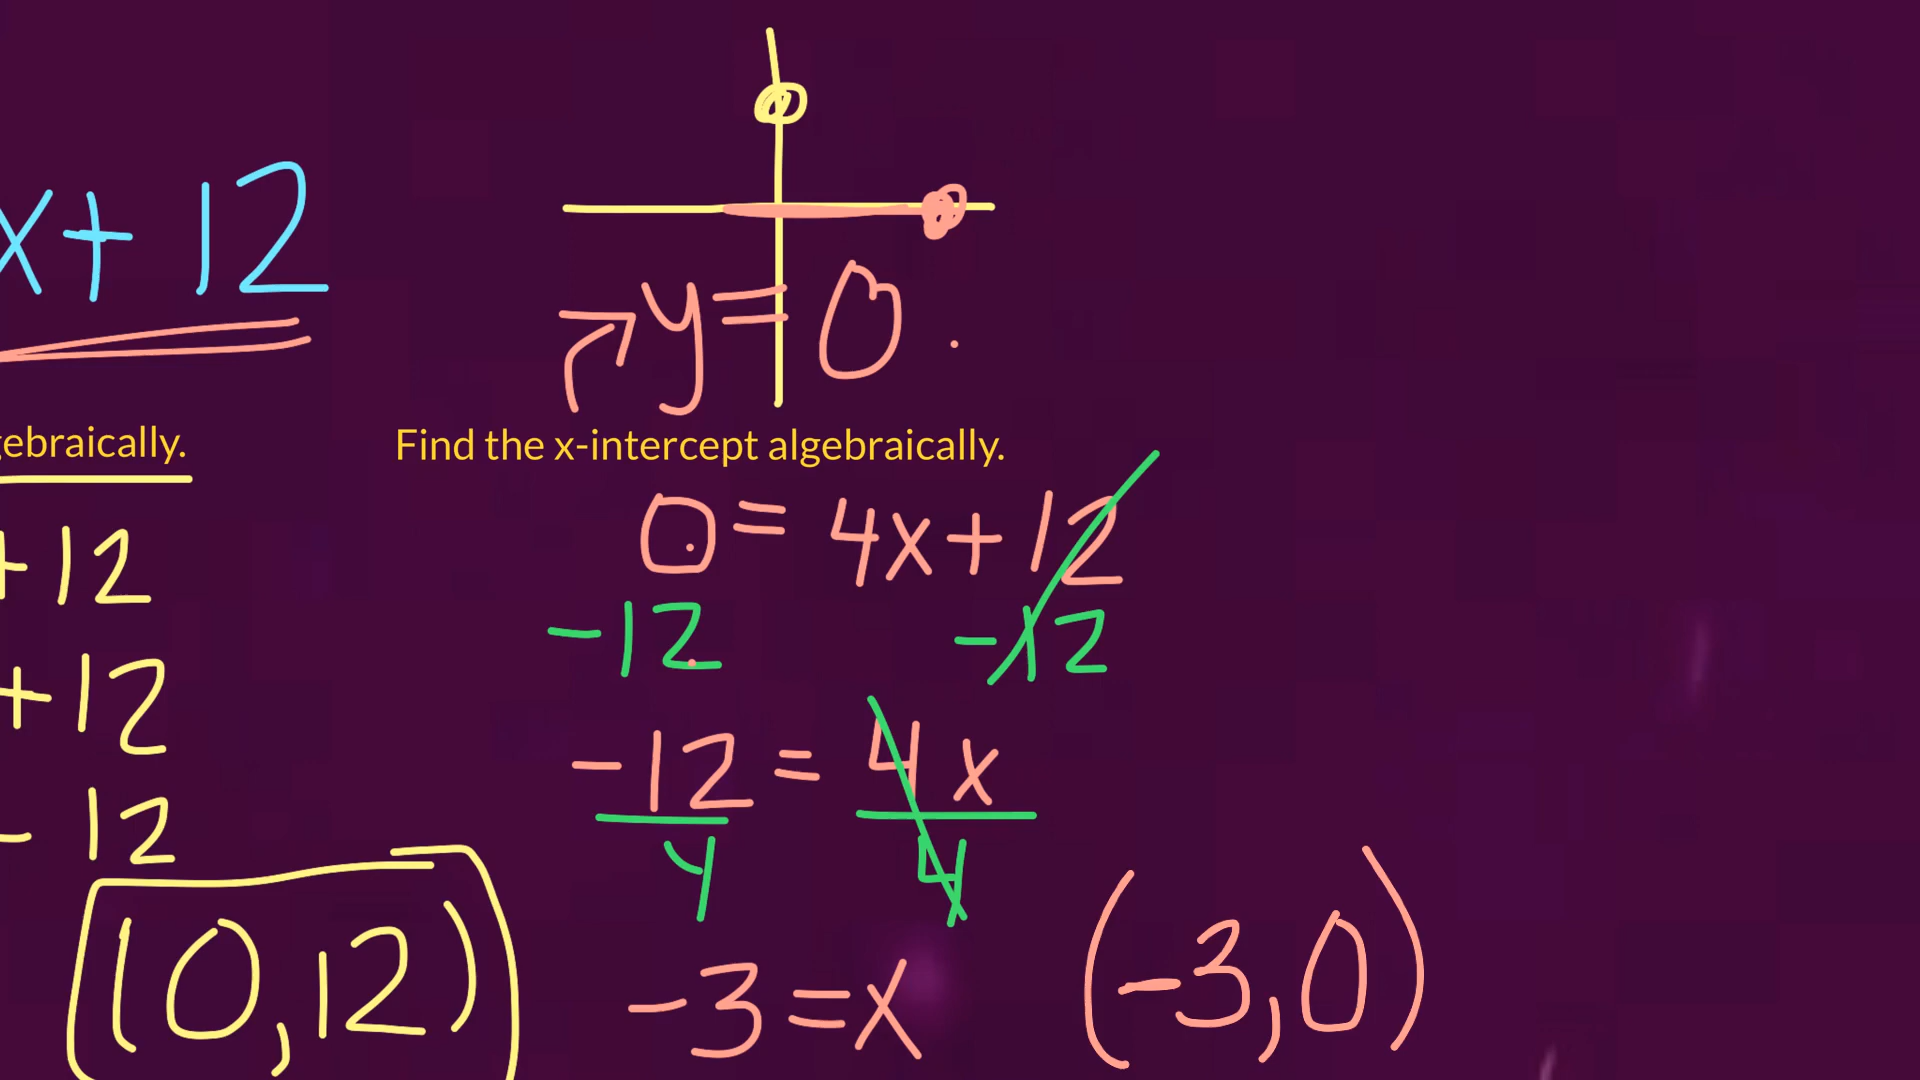 x + 12
y = 0
gebraically.
Find the x-intercept algebraically.
+ 12
+ 12
- 12
(0, 12)
0 = 4x + 12
-12 -12
-12 = 4x
4 4
-3 = x
(-3, 0)